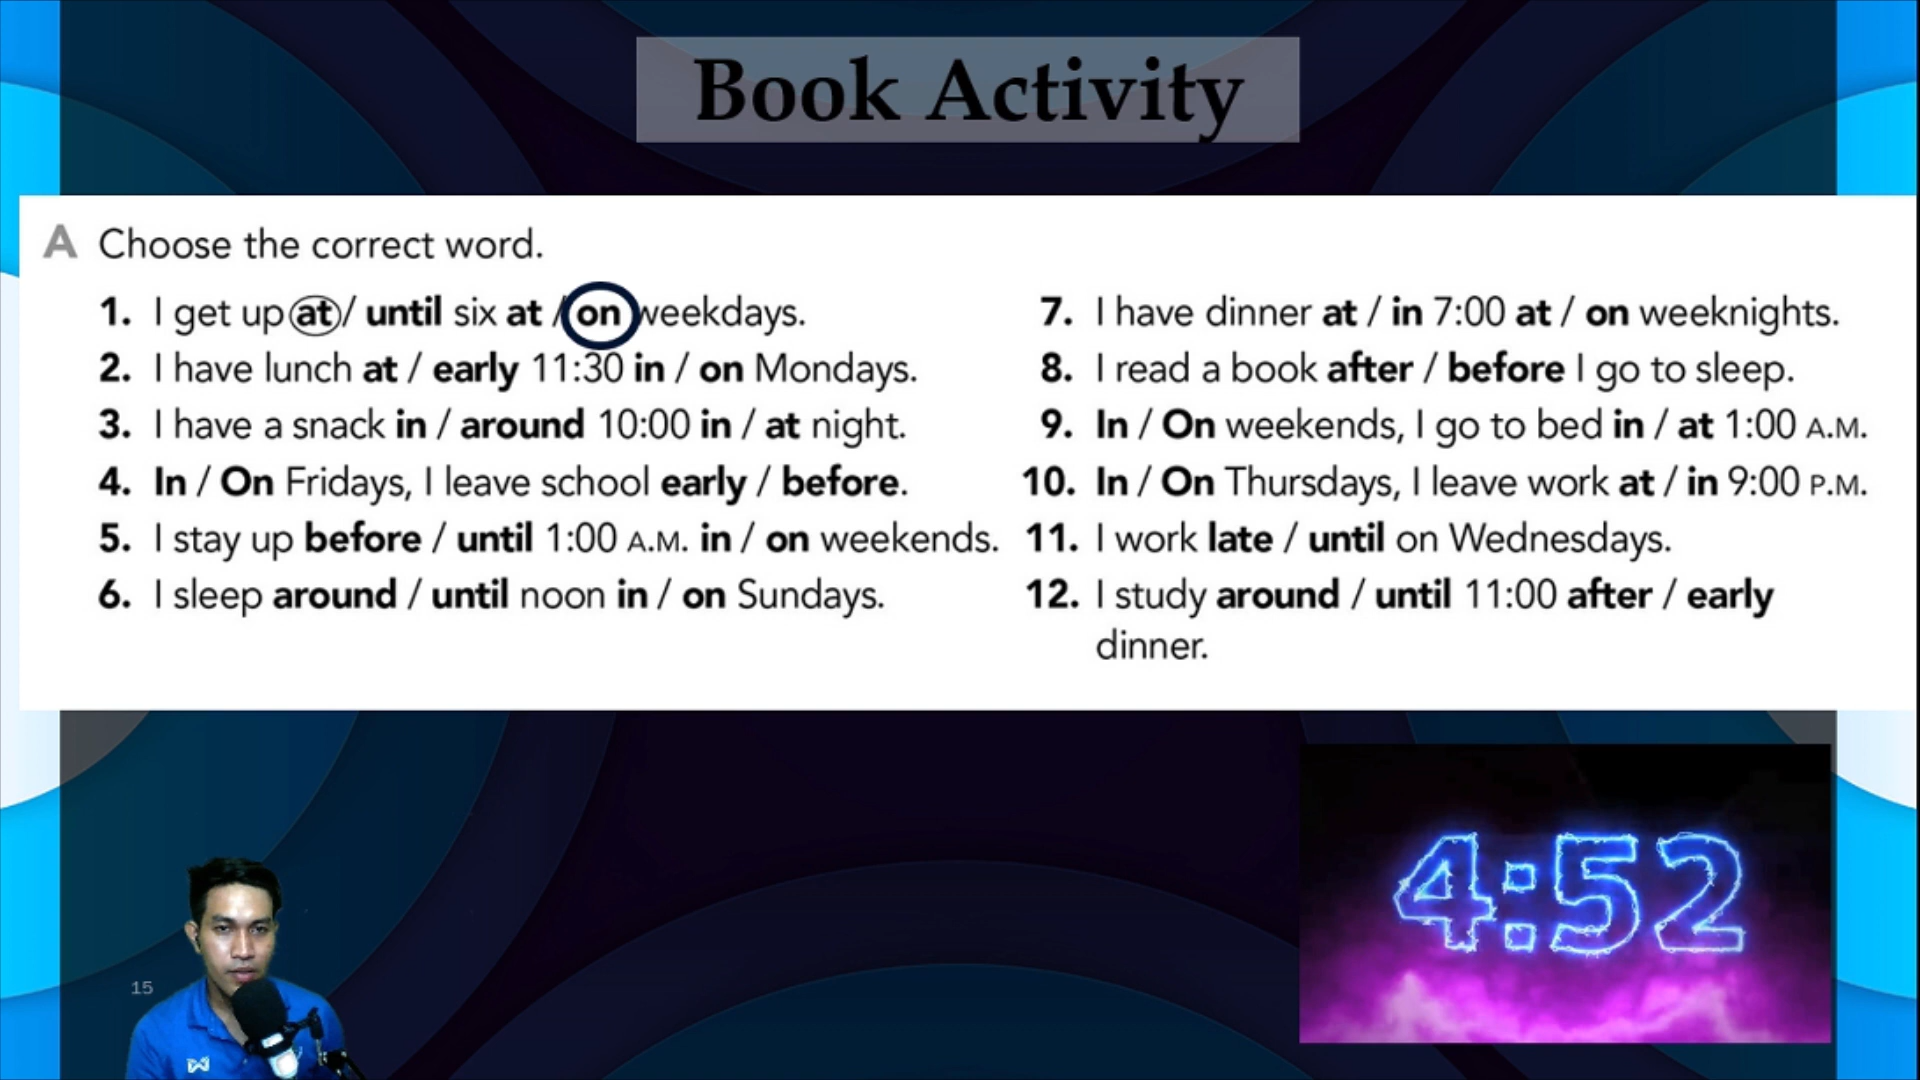 Book Activity
A Choose the correct word.
1. I get up at / until six at / on weekdays.
2. I have lunch at / early 11:30 in / on Mondays.
3. I have a snack in / around 10:00 in / at night.
4. In / On Fridays, I leave school early / before.
5. I stay up before / until 1:00 A.M. in / on weekends.
6. I sleep around / until noon in / on Sundays.
7. I have dinner at / in 7:00 at / on weeknights.
8. I read a book after / before I go to sleep.
9. In / On weekends, I go to bed in / at 1:00 A.M.
10. In / On Thursdays, I leave work at / in 9:00 P.M.
11. I work late / until on Wednesdays.
12. I study around / until 11:00 after / early
dinner.
4:52
15